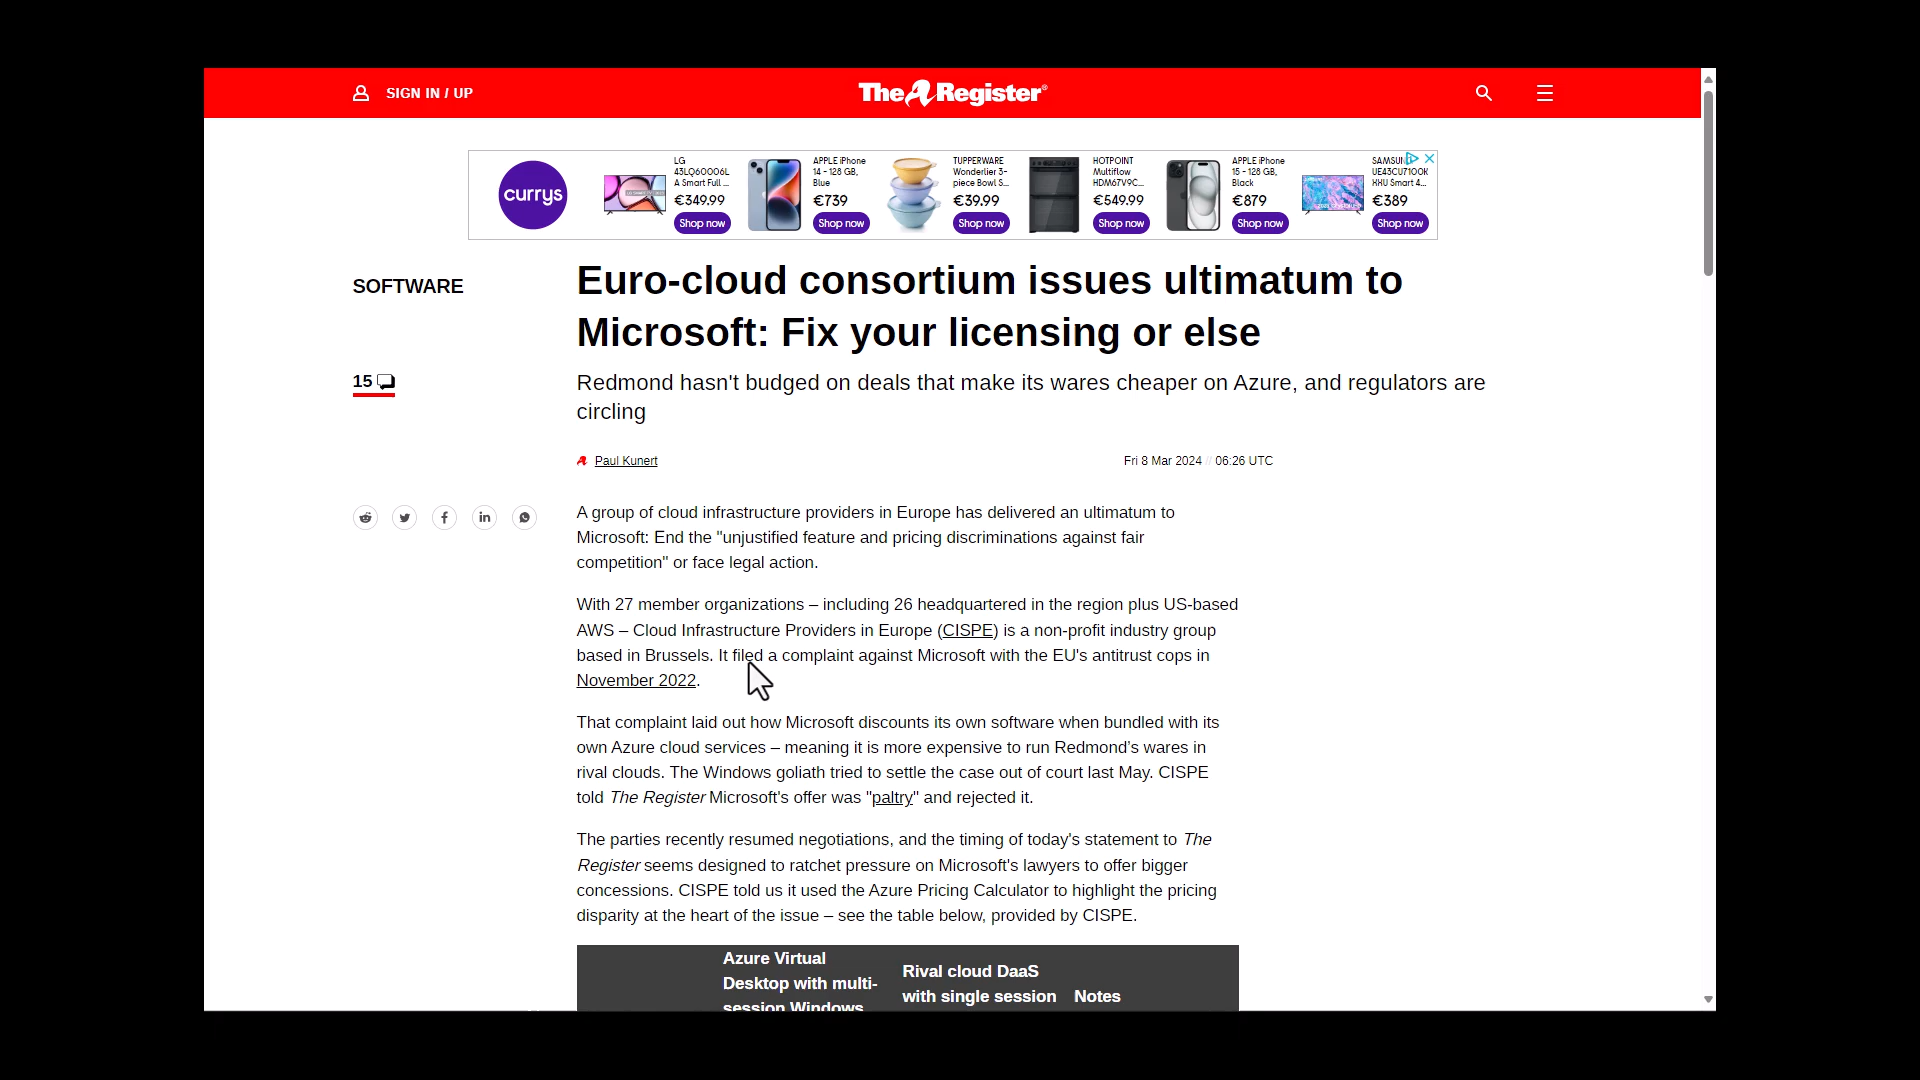 SIGN IN / UP
The Register®
currys
LG
43LQ60006L
A Smart Full ...
€349.99
Shop now
APPLE iPhone
14 - 128 GB,
Blue
€739
Shop now
TUPPERWARE
Wonderlier 3-
piece Bowl S...
€39.99
Shop now
HOTPOINT
Multiflow
HDM67V9C...
€549.99
Shop now
APPLE iPhone
15 - 128 GB,
Black
€879
Shop now
UE43CU7100K
XXU Smart 4...
€389
Shop now
SOFTWARE
Euro-cloud consortium issues ultimatum to
Microsoft: Fix your licensing or else
15
Redmond hasn't budged on deals that make its wares cheaper on Azure, and regulators are
circling
Paul Kunert
Fri 8 Mar 2024 // 06:26 UTC
A group of cloud infrastructure providers in Europe has delivered an ultimatum to
Microsoft: End the "unjustified feature and pricing discriminations against fair
competition" or face legal action.
With 27 member organizations – including 26 headquartered in the region plus US-based
AWS – Cloud Infrastructure Providers in Europe (CISPE) is a non-profit industry group
based in Brussels. It filed a complaint against Microsoft with the EU's antitrust cops in
November 2022.
That complaint laid out how Microsoft discounts its own software when bundled with its
own Azure cloud services – meaning it is more expensive to run Redmond’s wares in
rival clouds. The Windows goliath tried to settle the case out of court last May. CISPE
told The Register Microsoft's offer was "paltry" and rejected it.
The parties recently resumed negotiations, and the timing of today's statement to The
Register seems designed to ratchet pressure on Microsoft's lawyers to offer bigger
concessions. CISPE told us it used the Azure Pricing Calculator to highlight the pricing
disparity at the heart of the issue – see the table below, provided by CISPE.
Azure Virtual
Desktop with multi-
session Windows
Rival cloud DaaS
with single session
Notes